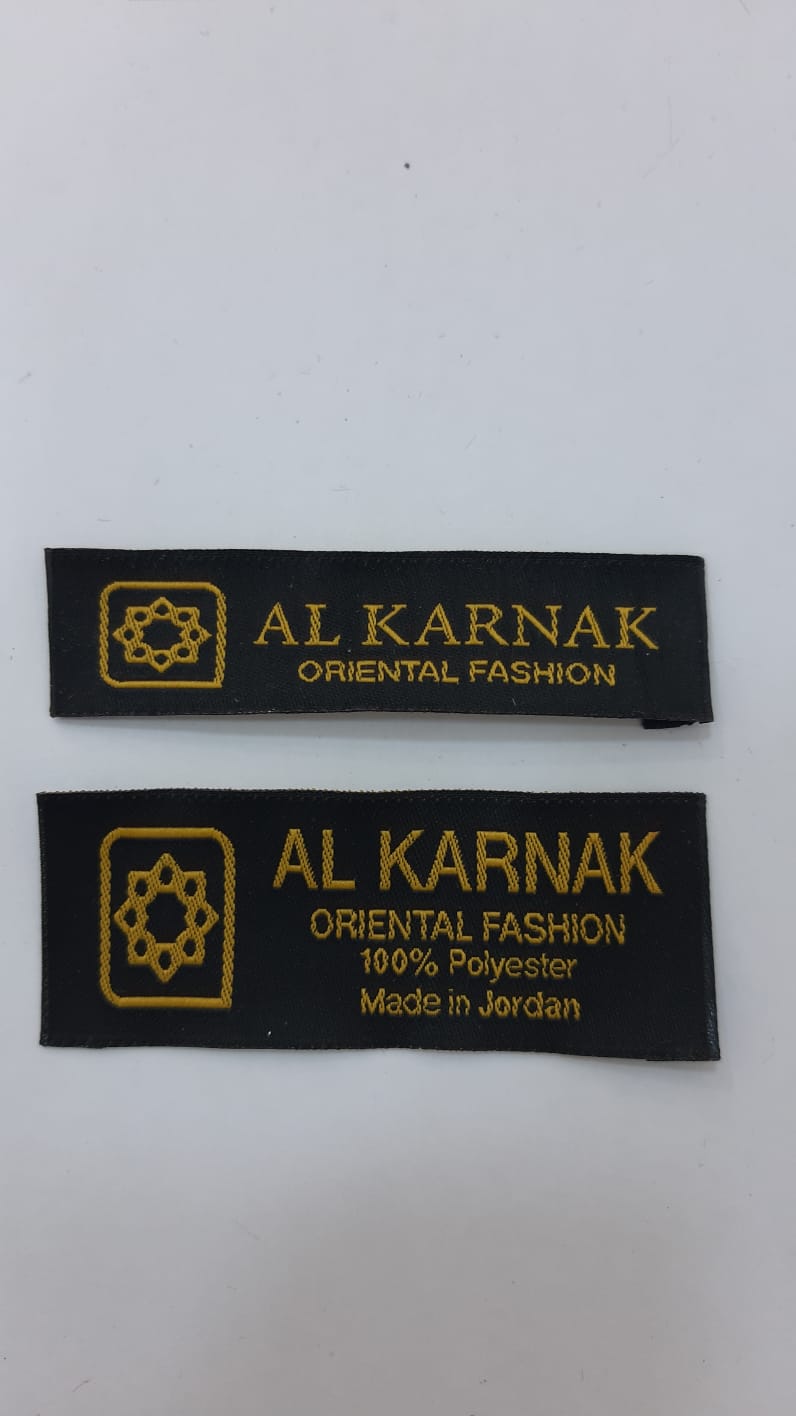 AL KARNAK
ORIENTAL FASHION
AL KARNAK
ORIENTAL FASHION
100% Polyester
Made in Jordan